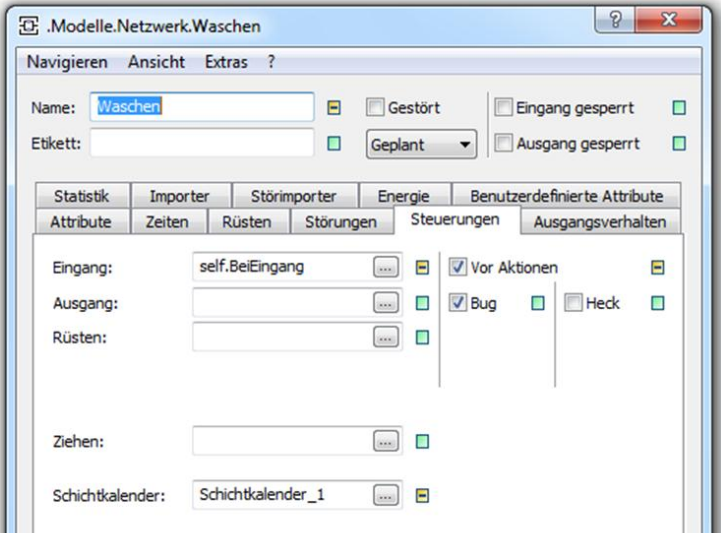 .Modelle.Netzwerk.Waschen
Navigieren Ansicht Extras ?
Name: Waschen Gestört Eingang gesperrt
Etikett: Geplant Ausgang gesperrt
Statistik Importer Störimporter Energie Benutzerdefinierte Attribute
Attribute Zeiten Rüsten Störungen Steuerungen Ausgangsverhalten
Eingang: self.BeiEingang ... Vor Aktionen
Ausgang: ... Bug Heck
Rüsten: ...
Ziehen: ...
Schichtkalender: Schichtkalender_1 ...